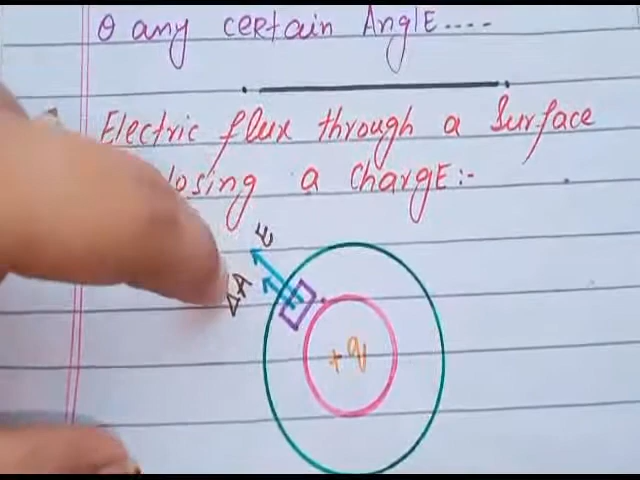 θ any certain AnglE....
Electric flux through a Surface
losing a chargE:-
E
ΔA
+q